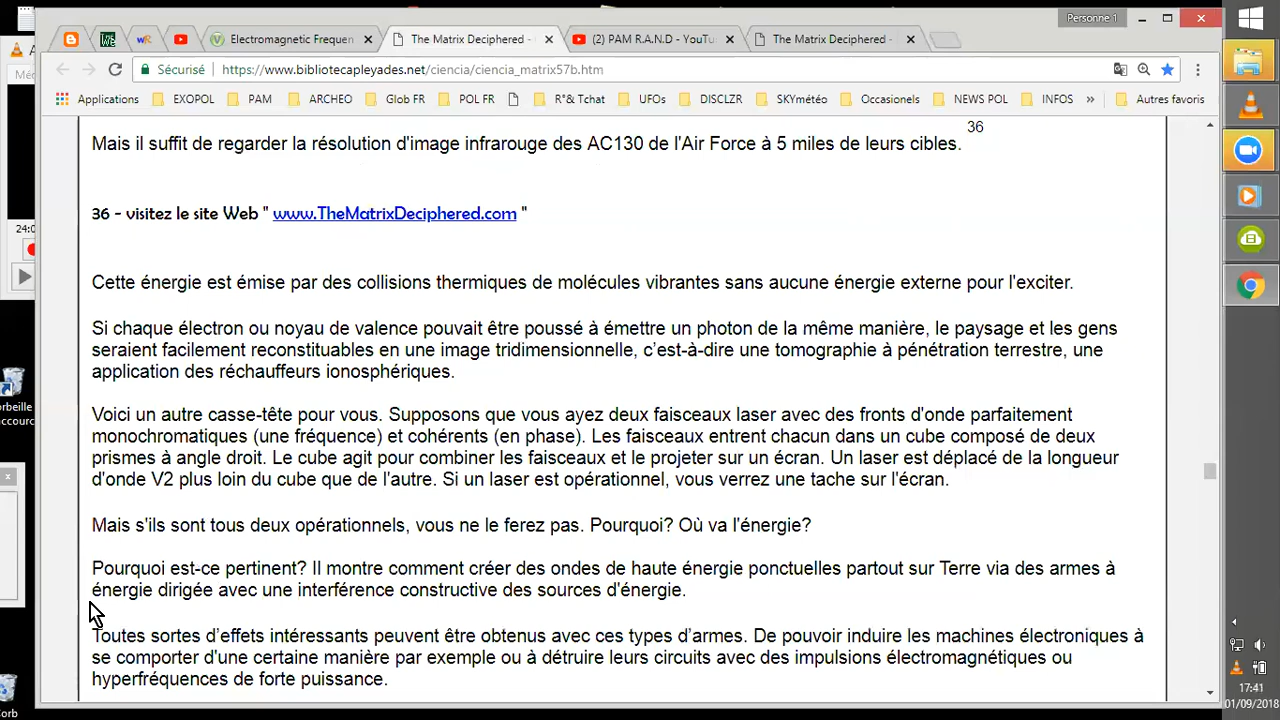 Personne 1
Electromagnetic Frequen
The Matrix Deciphered -
(2) PAM R.A.N.D - YouTu
The Matrix Deciphered -
Sécurisé https://www.bibliotecapleyades.net/ciencia/ciencia_matrix57b.htm
Applications EXOPOL PAM ARCHEO Glob FR POL FR R°& Tchat UFOs DISCLZR SKYmétéo Occasionels NEWS POL INFOS » Autres favoris
36
Mais il suffit de regarder la résolution d'image infrarouge des AC130 de l'Air Force à 5 miles de leurs cibles.
36 - visitez le site Web " www.TheMatrixDeciphered.com "
Cette énergie est émise par des collisions thermiques de molécules vibrantes sans aucune énergie externe pour l'exciter.
Si chaque électron ou noyau de valence pouvait être poussé à émettre un photon de la même manière, le paysage et les gens
seraient facilement reconstituables en une image tridimensionnelle, c'est-à-dire une tomographie à pénétration terrestre, une
application des réchauffeurs ionosphériques.
Voici un autre casse-tête pour vous. Supposons que vous ayez deux faisceaux laser avec des fronts d'onde parfaitement
monochromatiques (une fréquence) et cohérents (en phase). Les faisceaux entrent chacun dans un cube composé de deux
prismes à angle droit. Le cube agit pour combiner les faisceaux et le projeter sur un écran. Un laser est déplacé de la longueur
d'onde V2 plus loin du cube que de l'autre. Si un laser est opérationnel, vous verrez une tache sur l'écran.
Mais s'ils sont tous deux opérationnels, vous ne le ferez pas. Pourquoi? Où va l'énergie?
Pourquoi est-ce pertinent? Il montre comment créer des ondes de haute énergie ponctuelles partout sur Terre via des armes à
énergie dirigée avec une interférence constructive des sources d'énergie.
Toutes sortes d'effets intéressants peuvent être obtenus avec ces types d'armes. De pouvoir induire les machines électroniques à
se comporter d'une certaine manière par exemple ou à détruire leurs circuits avec des impulsions électromagnétiques ou
hyperfréquences de forte puissance.
24:0
orbeille
accourc
Corb
17:41
01/09/2018